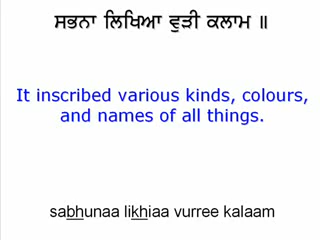 ਸਭਨਾ ਲਿਖਿਆ ਵੁੜੀ ਕਲਾਮ ॥
It inscribed various kinds, colours,
and names of all things.
sabhunaa likhiaa vurree kalaam